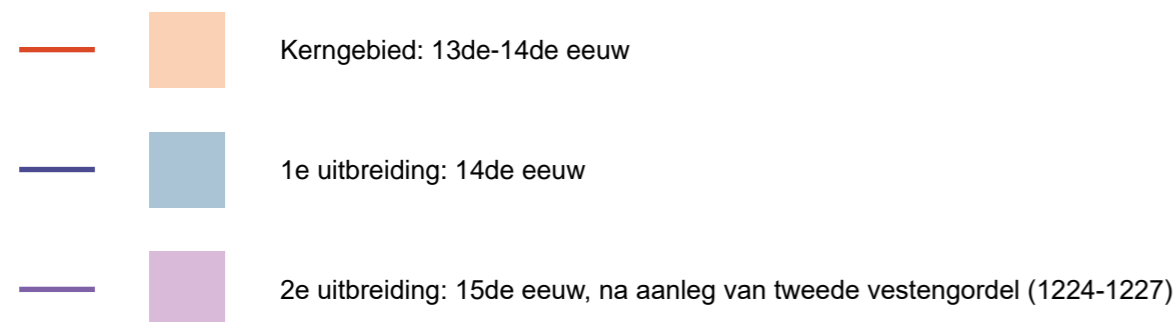 Kerngebied: 13de-14de eeuw
1e uitbreiding: 14de eeuw
2e uitbreiding: 15de eeuw, na aanleg van tweede vestengordel (1224-1227)